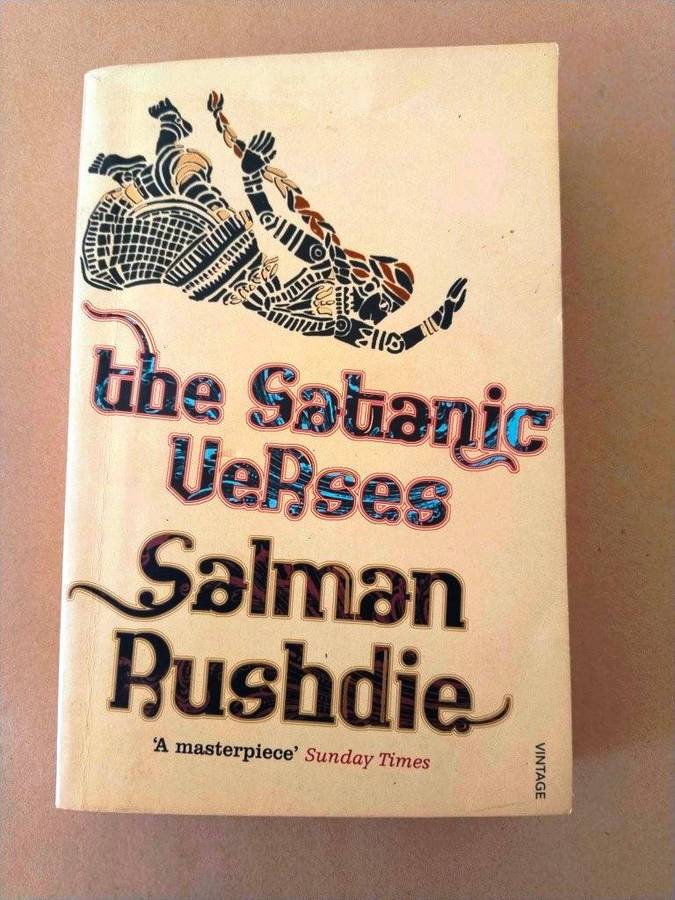 the Satanic
VeRses
Salman
Rushdie
‘A masterpiece’ Sunday Times
VINTAGE